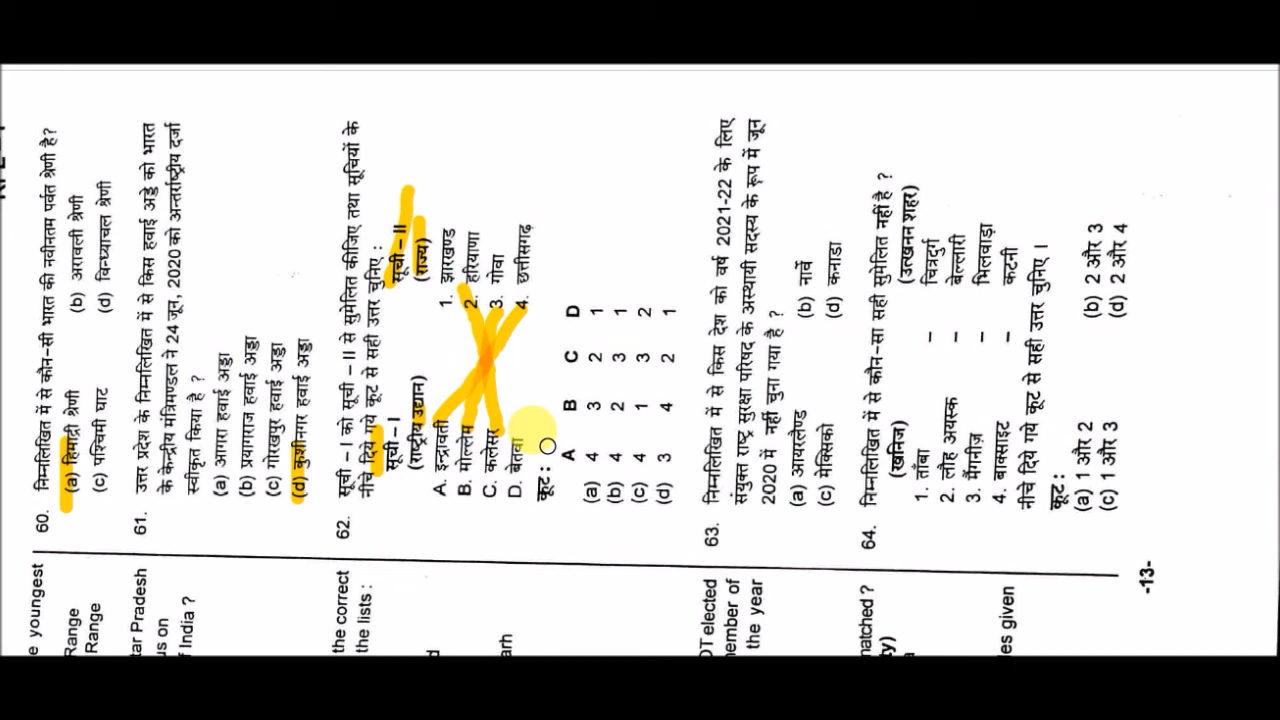 60. निम्नलिखित में से कौन-सी भारत की नवीनतम पर्वत श्रेणी है?
(a) हिमाद्री श्रेणी (b) अरावली श्रेणी
(c) पश्चिमी घाट (d) विन्ध्याचल श्रेणी
61. उत्तर प्रदेश के निम्नलिखित में से किस हवाई अड्डे को भारत
के केन्द्रीय मंत्रिमण्डल ने 24 जून, 2020 को अन्तर्राष्ट्रीय दर्जा
स्वीकृत किया है ?
(a) आगरा हवाई अड्डा
(b) प्रयागराज हवाई अड्डा
(c) गोरखपुर हवाई अड्डा
(d) कुशीनगर हवाई अड्डा
62. सूची – I को सूची – II से सुमेलित कीजिए तथा सूचियों के
नीचे दिये गये कूट से सही उत्तर चुनिए :
सूची – I सूची – II
(राष्ट्रीय उद्यान) (राज्य)
A. इन्द्रावती 1. झारखण्ड
B. मोल्लेम 2. हरियाणा
C. कलेसर 3. गोवा
D. बेतवा 4. छत्तीसगढ़
कूट :
A B C D
(a) 4 3 2 1
(b) 4 2 3 1
(c) 4 1 3 2
(d) 3 4 2 1
63. निम्नलिखित में से किस देश को वर्ष 2021-22 के लिए
संयुक्त राष्ट्र सुरक्षा परिषद के अस्थायी सदस्य के रूप में जून
2020 में नहीं चुना गया है ?
(a) आयरलैण्ड (b) नार्वे
(c) मेक्सिको (d) कनाडा
64. निम्नलिखित में से कौन-सा सही सुमेलित नहीं है ?
(खनिज) (उत्खनन शहर)
1. ताँबा – चित्रदुर्ग
2. लौह अयस्क – बेल्लारी
3. मैंगनीज़ – भिलवाड़ा
4. बाक्साइट – कटनी
नीचे दिये गये कूट से सही उत्तर चुनिए ।
कूट :
(a) 1 और 2 (b) 2 और 3
(c) 1 और 3 (d) 2 और 4
-13-
e youngest
Range
Range
tar Pradesh
us on
f India ?
the correct
the lists :
arh
OT elected
ember of
the year
natched ?
ty)
les given